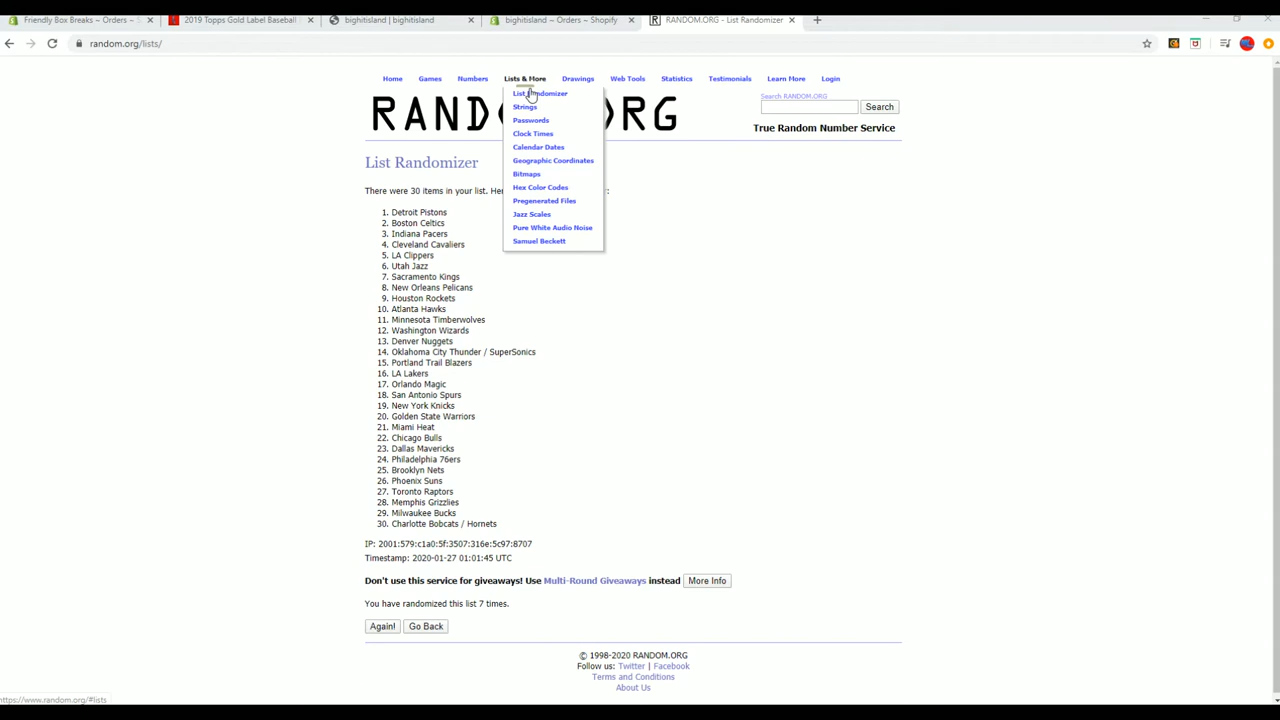 Friendly Box Breaks ~ Orders ~ S
2019 Topps Gold Label Baseball
bighitisland | bighitisland
bighitisland ~ Orders ~ Shopify
RANDOM.ORG - List Randomizer
random.org/lists/
Home Games Numbers Lists & More Drawings Web Tools Statistics Testimonials Learn More Login
List Randomizer
Strings
Passwords
Clock Times
Calendar Dates
Geographic Coordinates
Bitmaps
Hex Color Codes
Pregenerated Files
Jazz Scales
Pure White Audio Noise
Samuel Beckett
Search RANDOM.ORG
Search
True Random Number Service
List Randomizer
There were 30 items in your list. Her
1. Detroit Pistons
2. Boston Celtics
3. Indiana Pacers
4. Cleveland Cavaliers
5. LA Clippers
6. Utah Jazz
7. Sacramento Kings
8. New Orleans Pelicans
9. Houston Rockets
10. Atlanta Hawks
11. Minnesota Timberwolves
12. Washington Wizards
13. Denver Nuggets
14. Oklahoma City Thunder / SuperSonics
15. Portland Trail Blazers
16. LA Lakers
17. Orlando Magic
18. San Antonio Spurs
19. New York Knicks
20. Golden State Warriors
21. Miami Heat
22. Chicago Bulls
23. Dallas Mavericks
24. Philadelphia 76ers
25. Brooklyn Nets
26. Phoenix Suns
27. Toronto Raptors
28. Memphis Grizzlies
29. Milwaukee Bucks
30. Charlotte Bobcats / Hornets
IP: 2001:579:c1a0:5f:3507:316e:5c97:8707
Timestamp: 2020-01-27 01:01:45 UTC
Don't use this service for giveaways! Use Multi-Round Giveaways instead More Info
You have randomized this list 7 times.
Again! Go Back
© 1998-2020 RANDOM.ORG
Follow us: Twitter | Facebook
Terms and Conditions
About Us
https://www.random.org/#lists